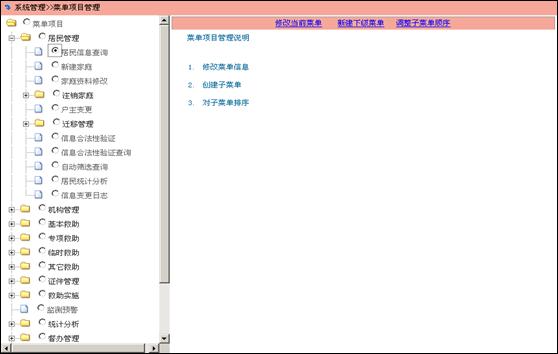 系统管理>>菜单项目管理
菜单项目
居民管理
居民信息查询
新建家庭
家庭资料修改
注销家庭
户主变更
迁移管理
信息合法性验证
信息合法性验证查询
自动筛选查询
居民统计分析
信息变更日志
机构管理
基本救助
专项救助
临时救助
其它救助
证件管理
救助实施
监测预警
统计分析
督办管理
修改当前菜单 新建下级菜单 调整子菜单顺序
菜单项目管理说明
1. 修改菜单信息
2. 创建子菜单
3. 对子菜单排序